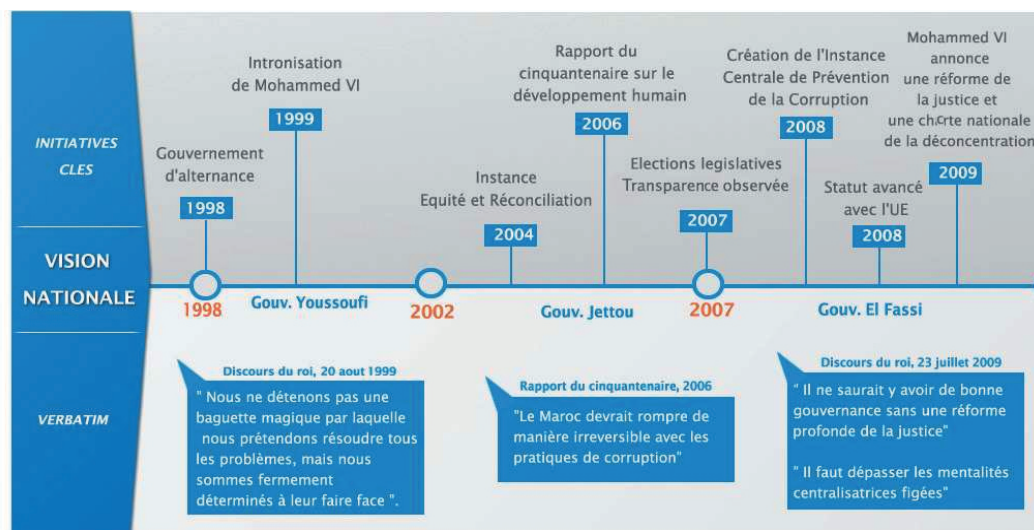 INITIATIVES
CLES
VISION
NATIONALE
VERBATIM
Gouvernement
d'alternance
1998
Intronisation
de Mohammed VI
1999
Instance
Equité et Réconciliation
2004
Rapport du
cinquantenaire sur le
développement humain
2006
Elections legislatives
Transparence observée
2007
Création de l'Instance
Centrale de Prévention
de la Corruption
2008
Statut avancé
avec l'UE
2008
Mohammed VI
annonce
une réforme de
la justice et
une charte nationale
de la déconcentration
2009
1998
Gouv. Youssoufi
2002
Gouv. Jettou
2007
Gouv. El Fassi
Discours du roi, 20 aout 1999
" Nous ne détenons pas une
baguette magique par laquelle
nous prétendons résoudre tous
les problèmes, mais nous
sommes fermement
déterminés à leur faire face ".
Rapport du cinquantenaire, 2006
"Le Maroc devrait rompre de
manière irreversible avec les
pratiques de corruption"
Discours du roi, 23 juillet 2009
" Il ne saurait y avoir de bonne
gouvernance sans une réforme
profonde de la justice"
" Il faut dépasser les mentalités
centralisatrices figées"